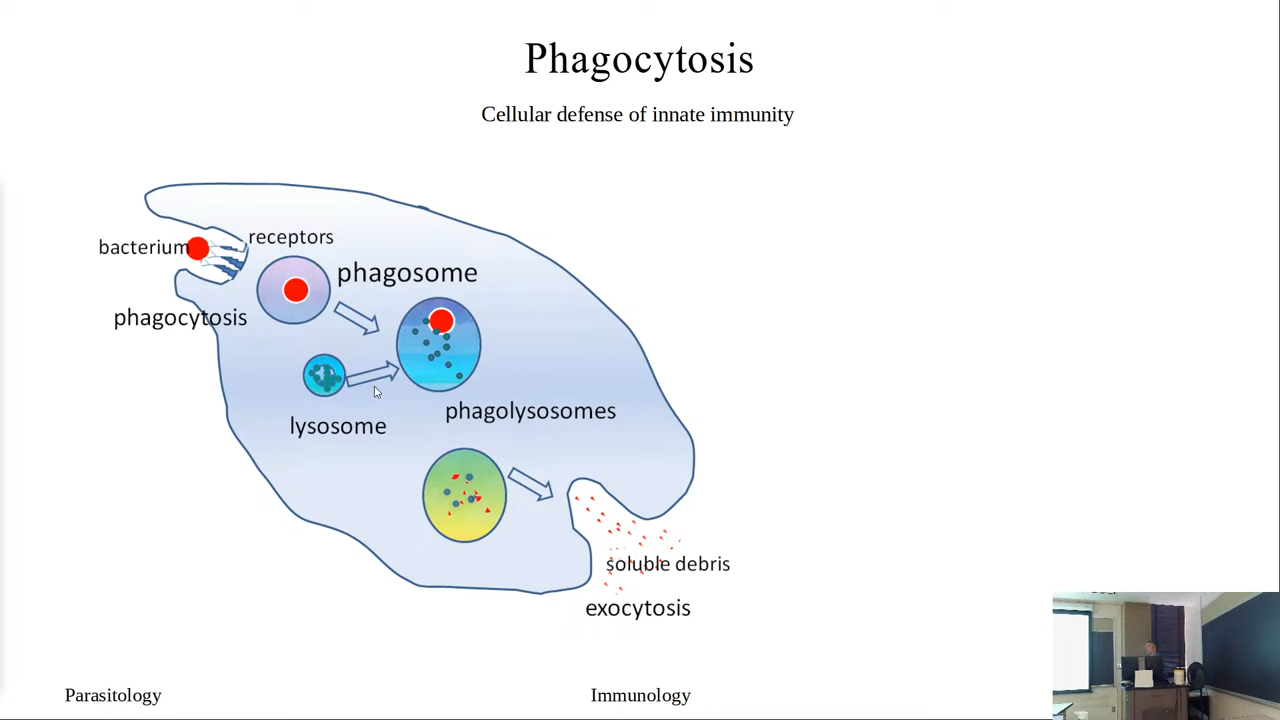 Phagocytosis
Cellular defense of innate immunity
bacterium
receptors
phagosome
phagocytosis
phagolysosomes
lysosome
soluble debris
exocytosis
Parasitology
Immunology